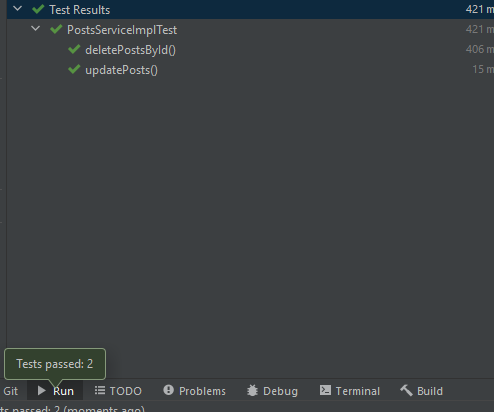 Test Results 421 m
PostsServiceImplTest 421 m
deletePostsById() 406 m
updatePosts() 15 m
Tests passed: 2
Git Run TODO Problems Debug Terminal Build
passed: 2 (moments ago)